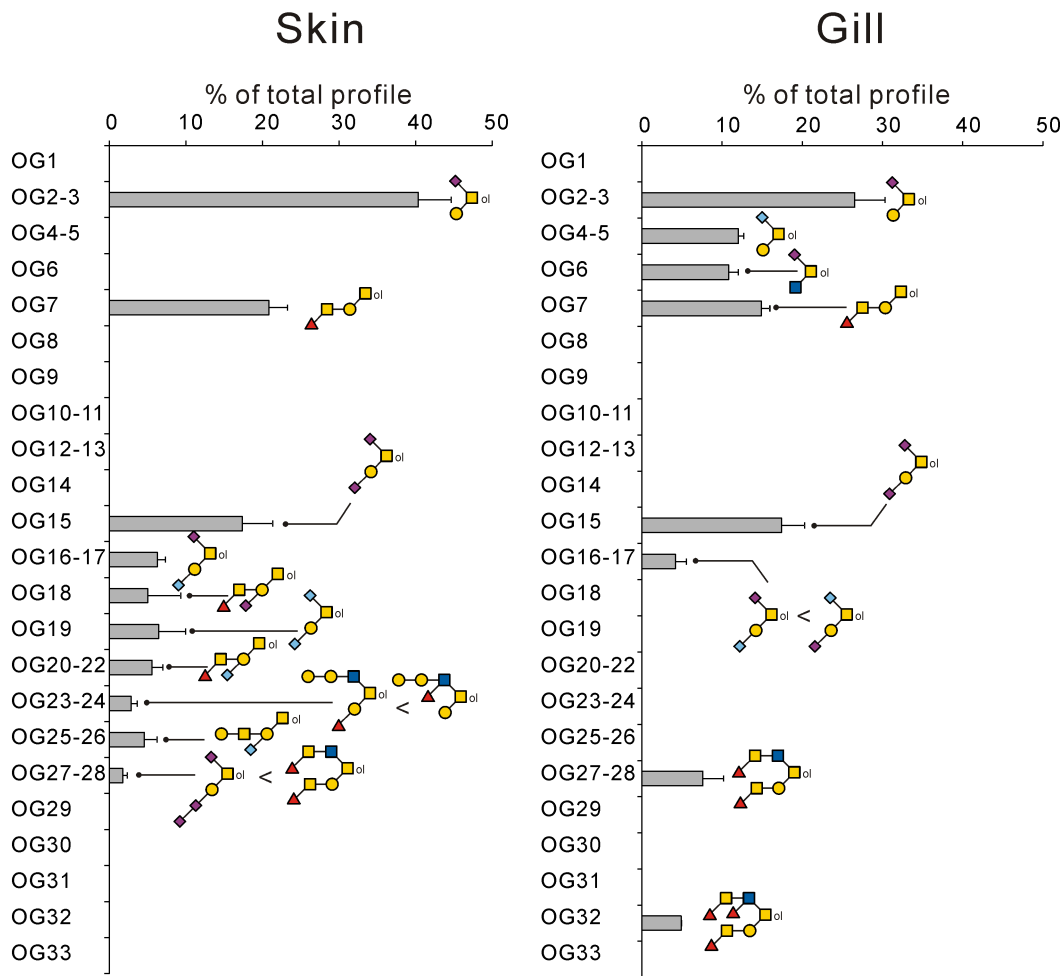 Skin
% of total profile
0 10 20 30 40 50
OG1
OG2-3
ol
OG4-5
OG6
OG7
ol
OG8
OG9
OG10-11
OG12-13
ol
OG14
OG15
OG16-17
ol
OG18
ol
OG19
ol
OG20-22
ol
OG23-24
ol < ol
OG25-26
ol
OG27-28
ol < ol
OG29
OG30
OG31
OG32
OG33
Gill
% of total profile
0 10 20 30 40 50
OG1
OG2-3
ol
OG4-5
ol
OG6
ol
OG7
ol
OG8
OG9
OG10-11
OG12-13
ol
OG14
OG15
OG16-17
OG18
ol < ol
OG19
OG20-22
OG23-24
OG25-26
OG27-28
ol
OG29
OG30
OG31
OG32
ol
OG33